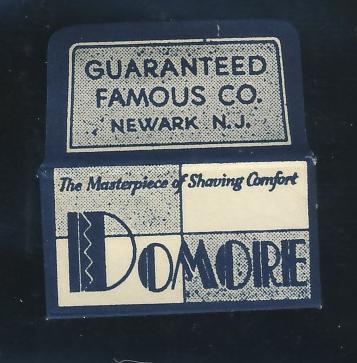 GUARANTEED
FAMOUS CO.
NEWARK N.J.
The Masterpiece of Shaving Comfort
DOMORE